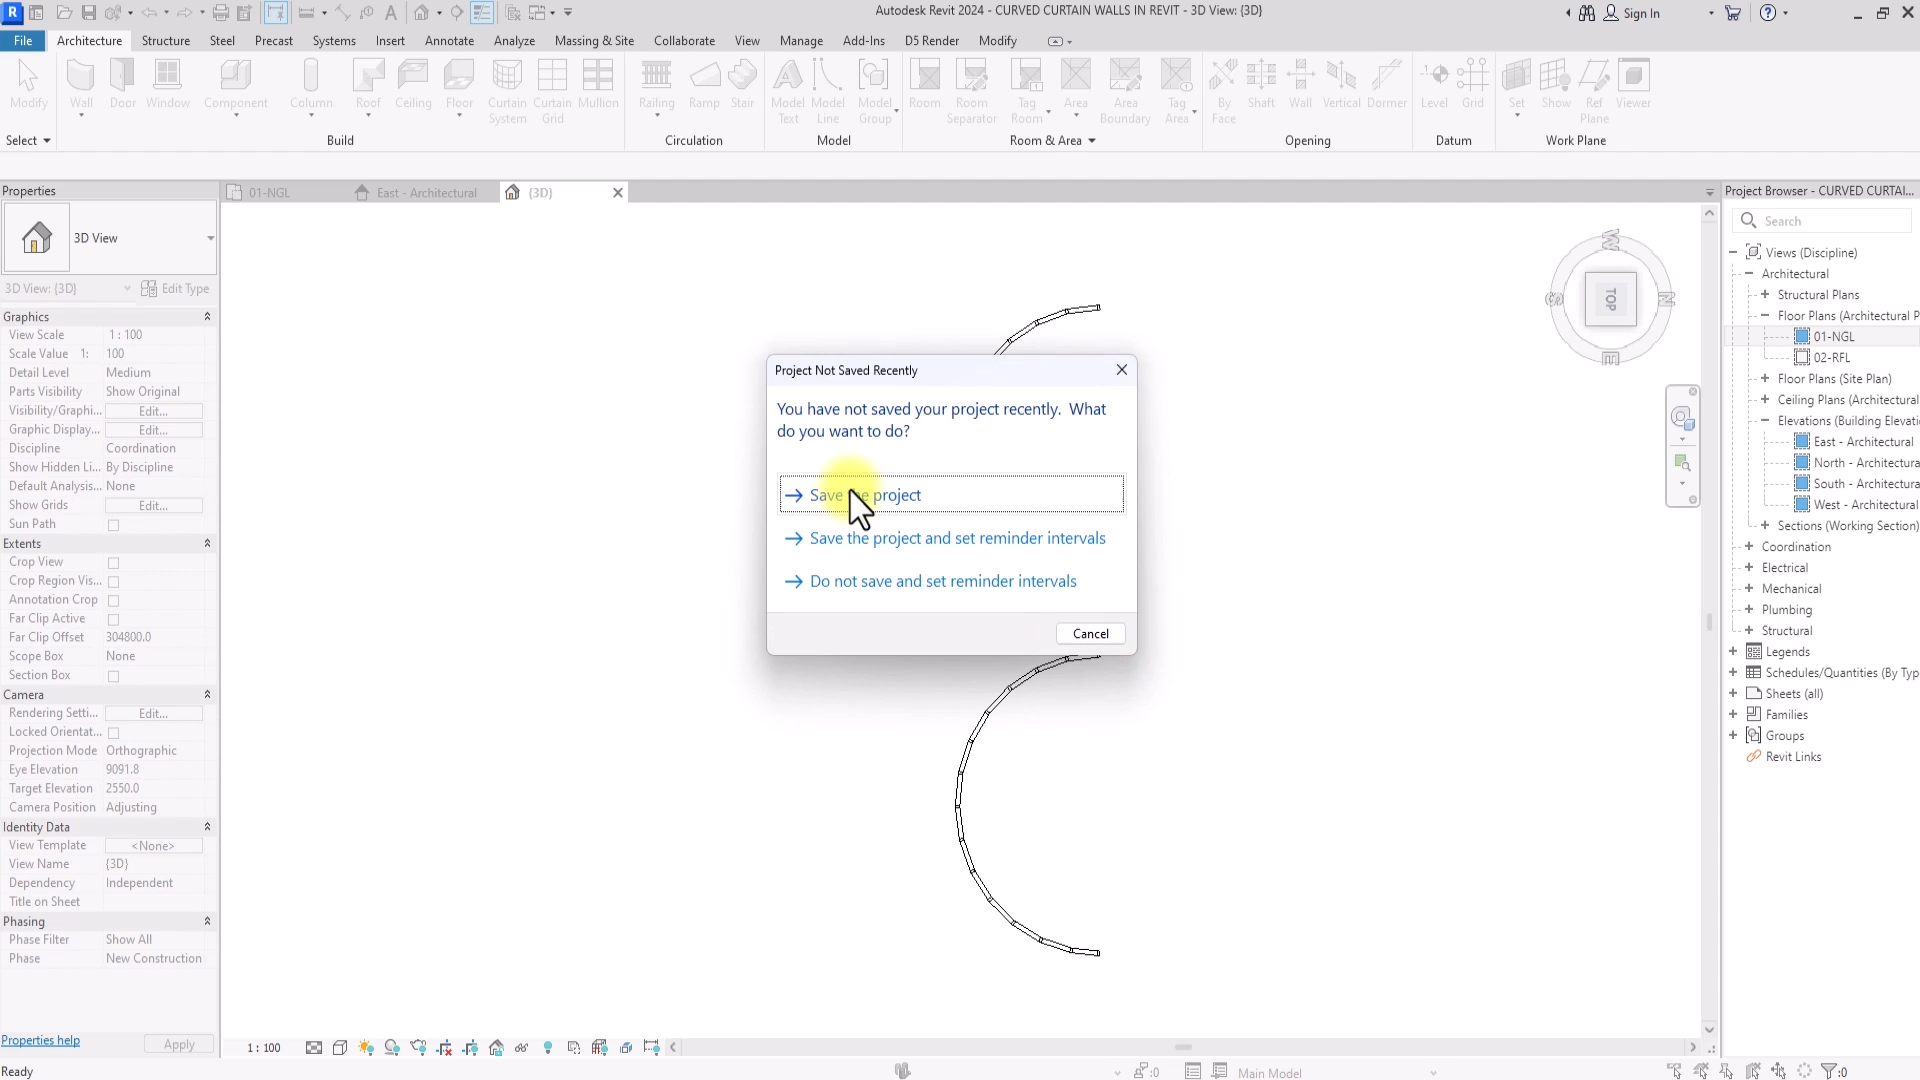 Autodesk Revit 2024 - CURVED CURTAIN WALLS IN REVIT - 3D View: {3D}
Sign In
File Architecture Structure Steel Precast Systems Insert Annotate Analyze Massing & Site Collaborate View Manage Add-Ins D5 Render Modify
Modify Wall Door Window Component Column Roof Ceiling Floor Curtain System Curtain Grid Mullion Railing Ramp Stair Model Text Model Line Model Group Room Room Separator Tag Room Area Area Boundary Tag Area By Face Shaft Wall Vertical Dormer Level Grid Set Show Ref Plane Viewer
Select Build Circulation Model Room & Area Opening Datum Work Plane
Properties
3D View
3D View: {3D} Edit Type
Graphics
View Scale 1 : 100
Scale Value 1: 100
Detail Level Medium
Parts Visibility Show Original
Visibility/Graphi... Edit...
Graphic Display... Edit...
Discipline Coordination
Show Hidden Li... By Discipline
Default Analysis... None
Show Grids Edit...
Sun Path
Extents
Crop View
Crop Region Vis...
Annotation Crop
Far Clip Active
Far Clip Offset 304800.0
Scope Box None
Section Box
Camera
Rendering Setti... Edit...
Locked Orientat...
Projection Mode Orthographic
Eye Elevation 9091.8
Target Elevation 2550.0
Camera Position Adjusting
Identity Data
View Template <None>
View Name {3D}
Dependency Independent
Title on Sheet
Phasing
Phase Filter Show All
Phase New Construction
Properties help Apply
Ready
01-NGL East - Architectural {3D}
Project Not Saved Recently
You have not saved your project recently. What
do you want to do?
Save the project
Save the project and set reminder intervals
Do not save and set reminder intervals
Cancel
W
S TOP N
E
1 : 100
:0 Main Model :0
Project Browser - CURVED CURTAI...
Search
Views (Discipline)
Architectural
Structural Plans
Floor Plans (Architectural P
01-NGL
02-RFL
Floor Plans (Site Plan)
Ceiling Plans (Architectural
Elevations (Building Elevati
East - Architectural
North - Architectura
South - Architectura
West - Architectural
Sections (Working Section)
Coordination
Electrical
Mechanical
Plumbing
Structural
Legends
Schedules/Quantities (By Typ
Sheets (all)
Families
Groups
Revit Links